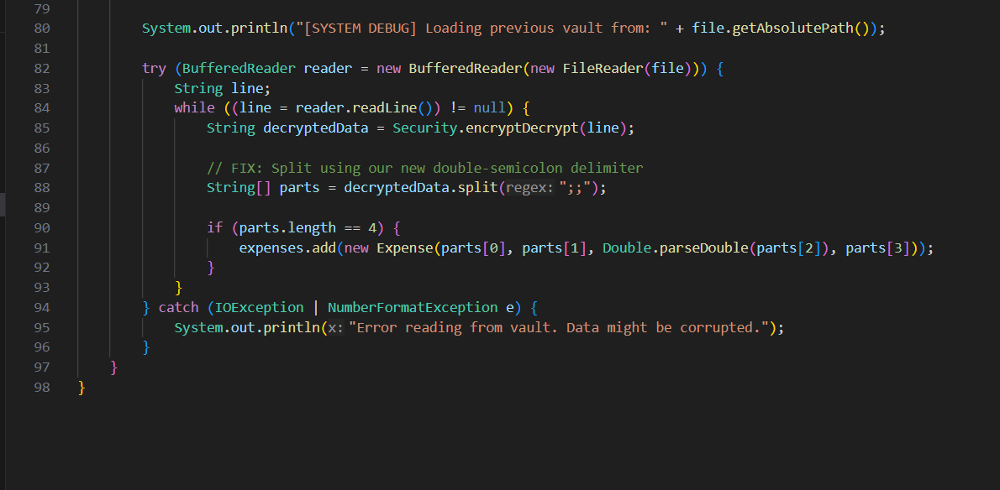 79
80 System.out.println("[SYSTEM DEBUG] Loading previous vault from: " + file.getAbsolutePath());
81
82 try (BufferedReader reader = new BufferedReader(new FileReader(file))) {
83 String line;
84 while ((line = reader.readLine()) != null) {
85 String decryptedData = Security.encryptDecrypt(line);
86
87 // FIX: Split using our new double-semicolon delimiter
88 String[] parts = decryptedData.split(regex: ";;");
89
90 if (parts.length == 4) {
91 expenses.add(new Expense(parts[0], parts[1], Double.parseDouble(parts[2]), parts[3]));
92 }
93 }
94 } catch (IOException | NumberFormatException e) {
95 System.out.println(x: "Error reading from vault. Data might be corrupted.");
96 }
97 }
98 }